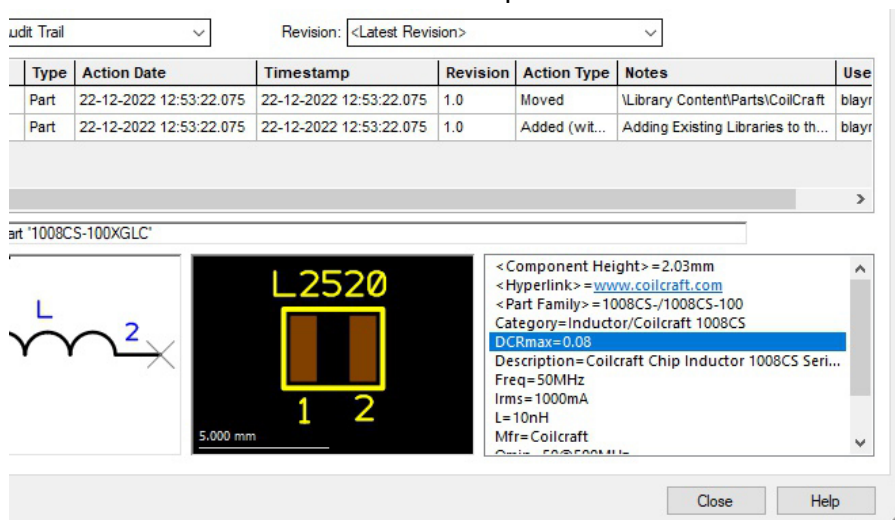 udit Trail Revision: <Latest Revision>
Type Action Date Timestamp Revision Action Type Notes Use
Part 22-12-2022 12:53:22.075 22-12-2022 12:53:22.075 1.0 Moved \Library Content\Parts\CoilCraft blayr
Part 22-12-2022 12:53:22.075 22-12-2022 12:53:22.075 1.0 Added (wit... Adding Existing Libraries to th... blayr
art '1008CS-100XGLC'
L
2
L2520
1 2
5.000 mm
<Component Height>=2.03mm
<Hyperlink>=www.coilcraft.com
<Part Family>=1008CS-/1008CS-100
Category=Inductor/Coilcraft 1008CS
DCRmax=0.08
Description=Coilcraft Chip Inductor 1008CS Seri...
Freq=50MHz
Irms=1000mA
L=10nH
Mfr=Coilcraft
Close Help